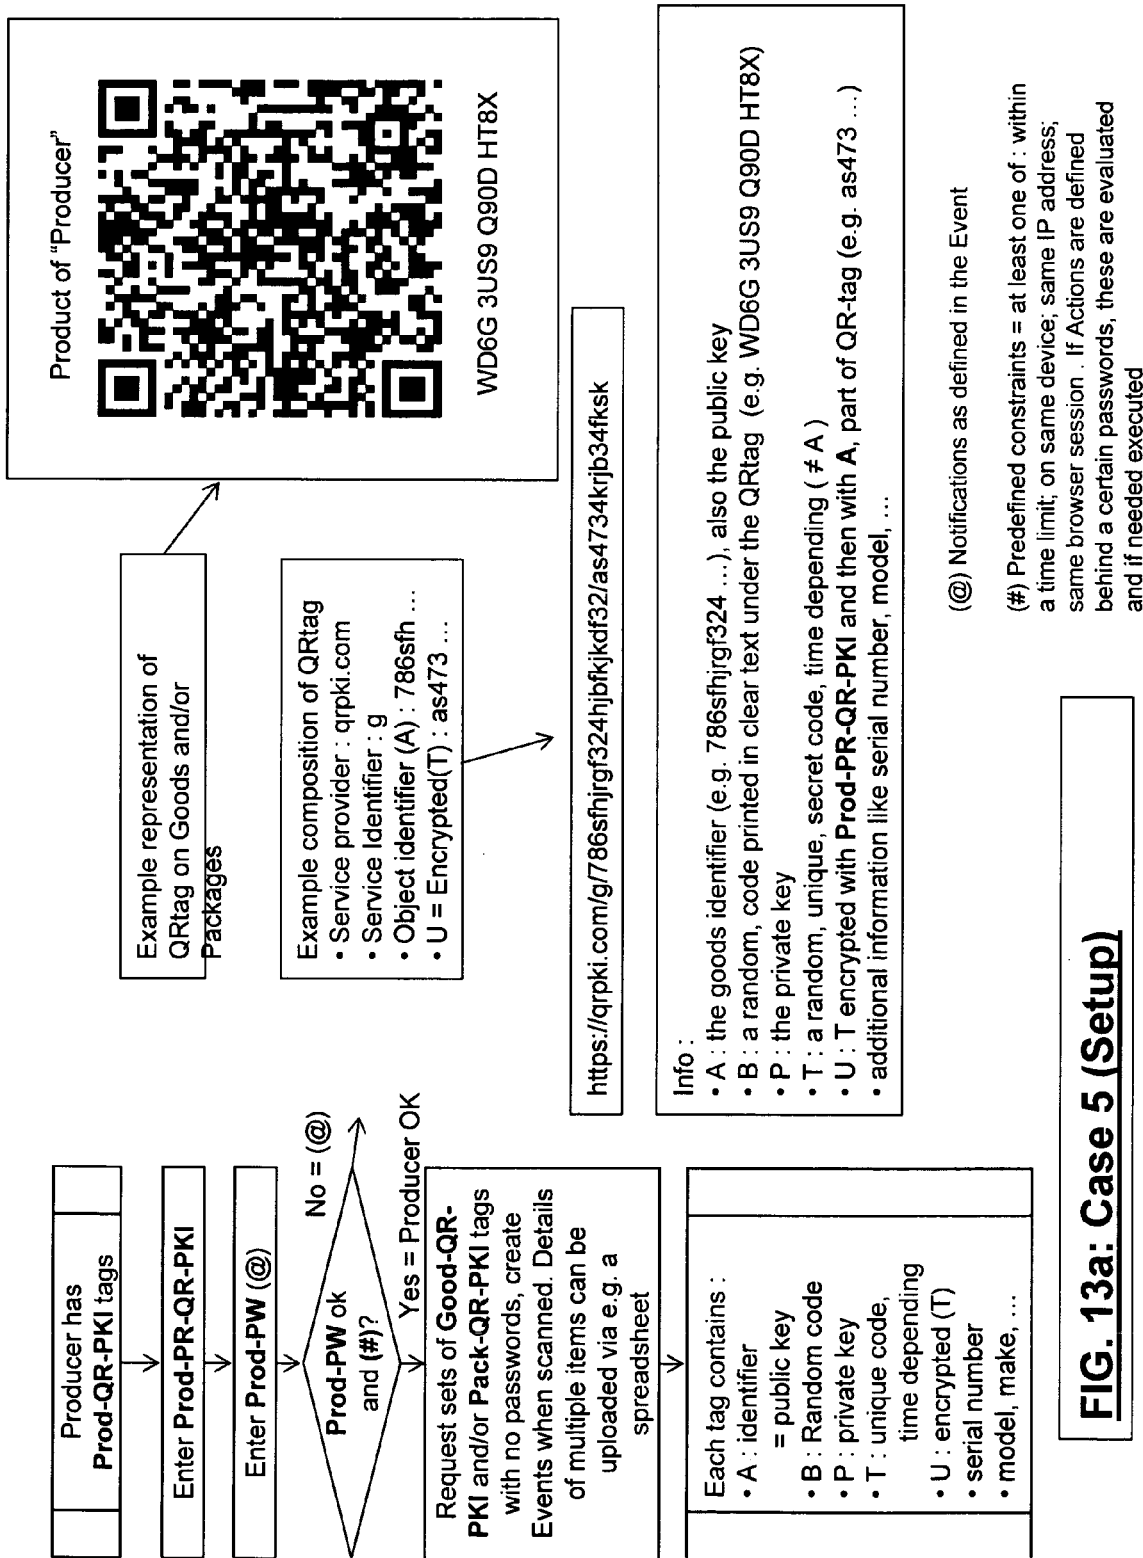 Producer has
Prod-QR-PKI tags
Enter Prod-PR-QR-PKI
Enter Prod-PW (@)
Prod-PW ok
and (#)?
No = (@)
Yes = Producer OK
Request sets of Good-QR-
PKI and/or Pack-QR-PKI tags
with no passwords, create
Events when scanned. Details
of multiple items can be
uploaded via e.g. a
spreadsheet
Each tag contains :
• A : identifier
= public key
• B : Random code
• P : private key
• T : unique code,
time depending
• U : encrypted (T)
• serial number
• model, make, ...
Example representation of
QRtag on Goods and/or
Packages
Product of "Producer"
WD6G 3US9 Q90D HT8X
Example composition of QRtag
• Service provider : qrpki.com
• Service Identifier : g
• Object identifier (A) : 786sfh ...
• U = Encrypted(T) : as473 ...
https://qrpki.com/g/786sfhjrgf324hjbfkjkdf32/as4734krjb34fksk
Info :
• A : the goods identifier (e.g. 786sfhjrgf324 ...), also the public key
• B : a random, code printed in clear text under the QRtag (e.g. WD6G 3US9 Q90D HT8X)
• P : the private key
• T : a random, unique, secret code, time depending ( ≠ A )
• U : T encrypted with Prod-PR-QR-PKI and then with A, part of QR-tag (e.g. as473 ...)
• additional information like serial number, model, ...
(@) Notifications as defined in the Event
(#) Predefined constraints = at least one of : within
a time limit; on same device; same IP address;
same browser session . If Actions are defined
behind a certain passwords, these are evaluated
and if needed executed
FIG. 13a: Case 5 (Setup)